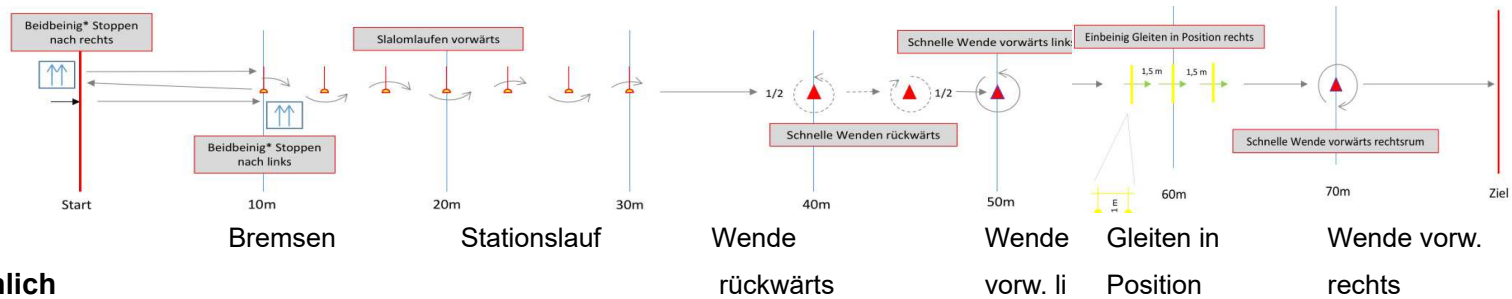 Beidbeinig* Stoppen
nach rechts
Slalomlaufen vorwärts
Schnelle Wende vorwärts links
Einbeinig Gleiten in Position rechts
1,5 m
1,5 m
1/2
1/2
Schnelle Wenden rückwärts
Beidbeinig* Stoppen
nach links
Schnelle Wende vorwärts rechtsrum
1 m
Start
10m
20m
30m
40m
50m
60m
70m
Ziel
Bremsen
Stationslauf
Wende
Wende
Gleiten in
Wende vorw.
nlich
rückwärts
vorw. li
Position
rechts